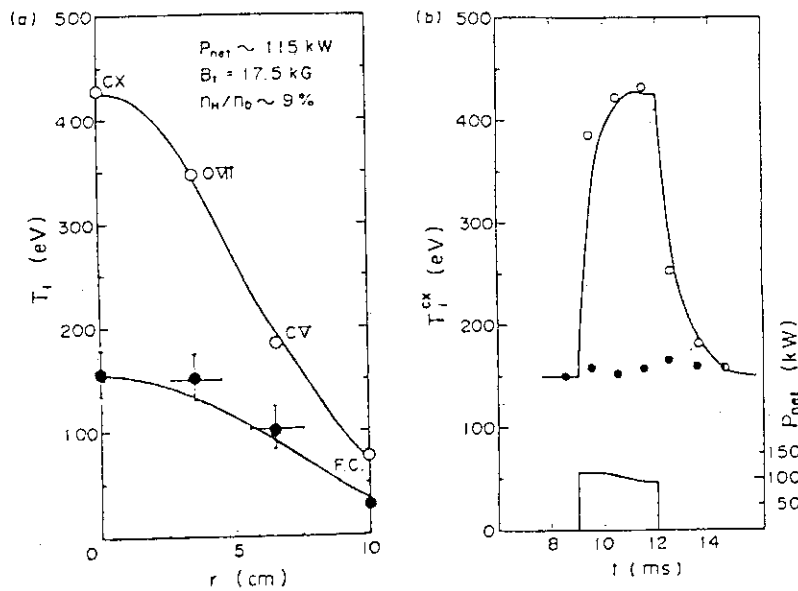 (a)
500
400
300
200
100
0
T_i (eV)
P_net ~ 115 kW
B_t = 17.5 kG
n_H/n_D ~ 9 %
CX
OVII
CV
F.C.
0
5
10
r (cm)
(b)
500
400
300
200
100
0
T_i^CX (eV)
150
100
50
P_net (kW)
8
10
12
14
t (ms)